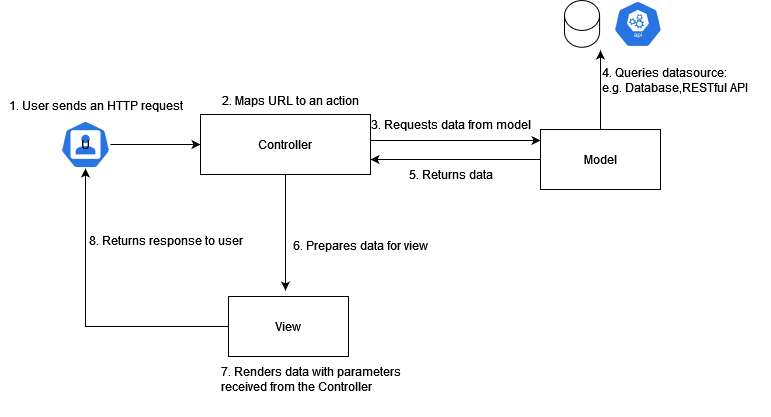 api
4. Queries datasource:
e.g. Database,RESTful API
1. User sends an HTTP request
2. Maps URL to an action
3. Requests data from model
Controller
Model
5. Returns data
8. Returns response to user
6. Prepares data for view
View
7. Renders data with parameters
received from the Controller